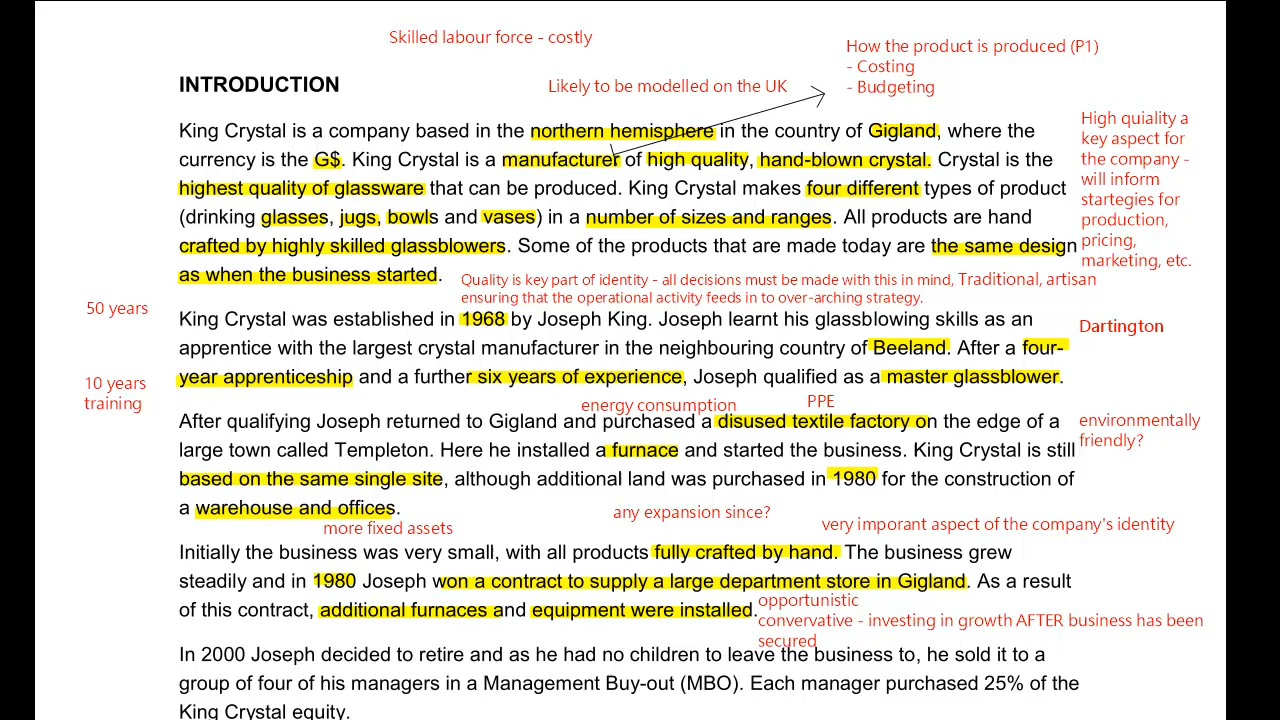 Skilled labour force - costly
How the product is produced (P1)
- Costing
- Budgeting
INTRODUCTION
Likely to be modelled on the UK
King Crystal is a company based in the northern hemisphere in the country of Gigland, where the
currency is the G$. King Crystal is a manufacturer of high quality, hand-blown crystal. Crystal is the
highest quality of glassware that can be produced. King Crystal makes four different types of product
(drinking glasses, jugs, bowls and vases) in a number of sizes and ranges. All products are hand
crafted by highly skilled glassblowers. Some of the products that are made today are the same design
as when the business started.
High quiality a
key aspect for
the company -
will inform
startegies for
production,
pricing,
marketing, etc.
Quality is key part of identity - all decisions must be made with this in mind, Traditional, artisan
ensuring that the operational activity feeds in to over-arching strategy.
50 years
King Crystal was established in 1968 by Joseph King. Joseph learnt his glassblowing skills as an
apprentice with the largest crystal manufacturer in the neighbouring country of Beeland. After a four-
year apprenticeship and a further six years of experience, Joseph qualified as a master glassblower.
Dartington
10 years
training
energy consumption
PPE
After qualifying Joseph returned to Gigland and purchased a disused textile factory on the edge of a
large town called Templeton. Here he installed a furnace and started the business. King Crystal is still
based on the same single site, although additional land was purchased in 1980 for the construction of
a warehouse and offices.
environmentally
friendly?
more fixed assets
any expansion since?
very imporant aspect of the company's identity
Initially the business was very small, with all products fully crafted by hand. The business grew
steadily and in 1980 Joseph won a contract to supply a large department store in Gigland. As a result
of this contract, additional furnaces and equipment were installed.
opportunistic
convervative - investing in growth AFTER business has been
secured
In 2000 Joseph decided to retire and as he had no children to leave the business to, he sold it to a
group of four of his managers in a Management Buy-out (MBO). Each manager purchased 25% of the
King Crystal equity.